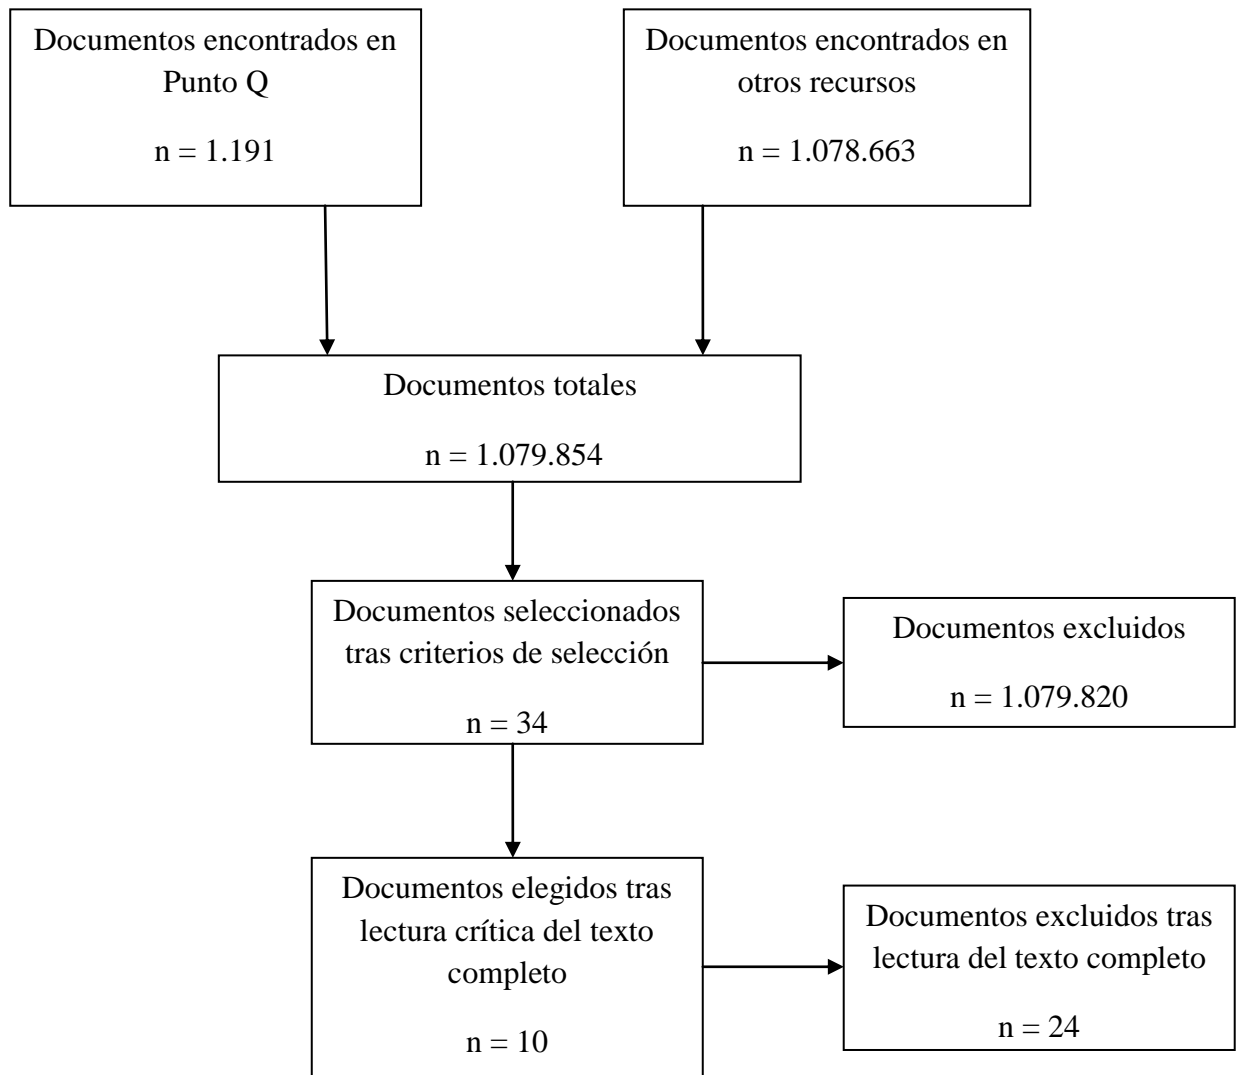 Documentos encontrados en
Punto Q
n = 1.191
Documentos encontrados en
otros recursos
n = 1.078.663
Documentos totales
n = 1.079.854
Documentos seleccionados
tras criterios de selección
n = 34
Documentos excluidos
n = 1.079.820
Documentos elegidos tras
lectura crítica del texto
completo
n = 10
Documentos excluidos tras
lectura del texto completo
n = 24